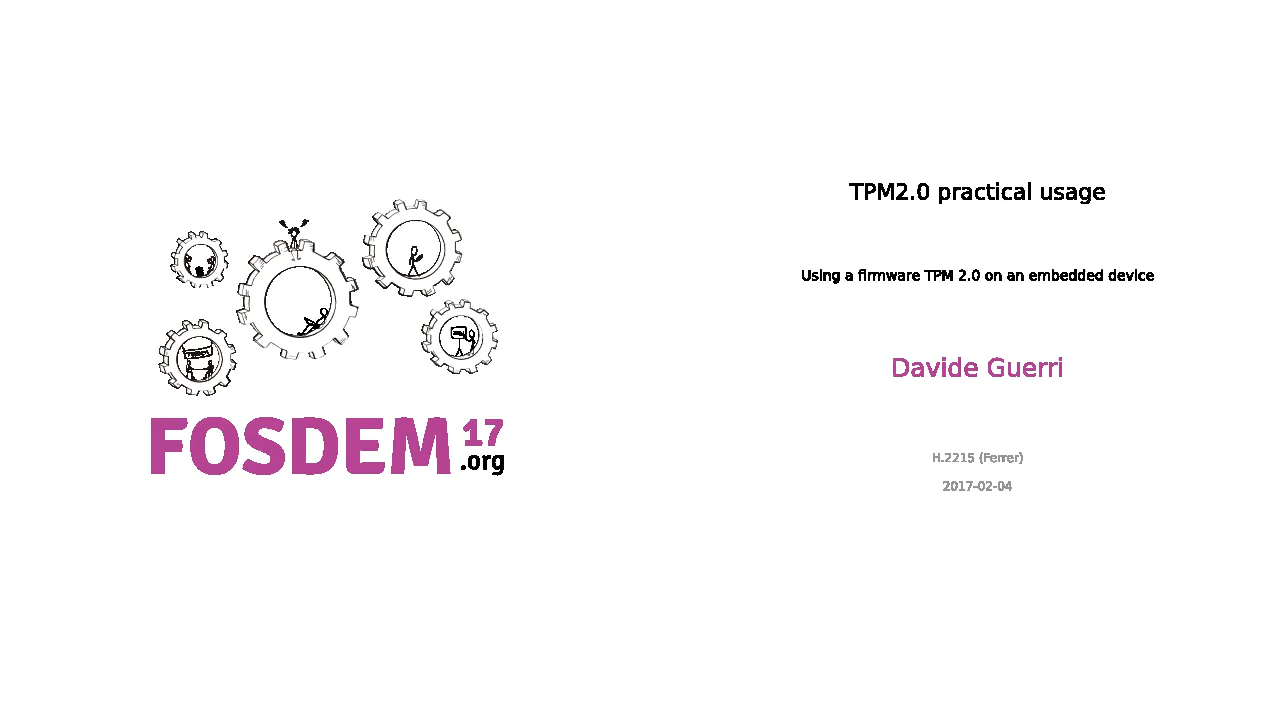 FOSDEM 17
.org
TPM2.0 practical usage
Using a firmware TPM 2.0 on an embedded device
Davide Guerri
H.2215 (Ferrer)
2017-02-04